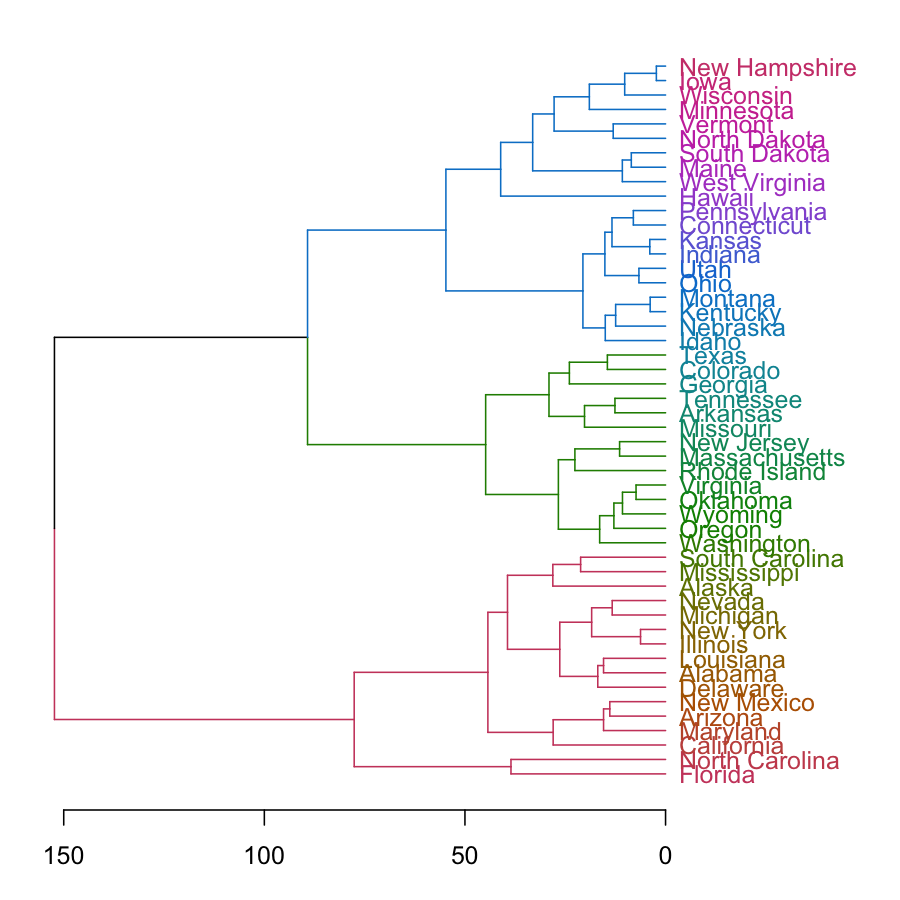 New Hampshire
Iowa
Wisconsin
Minnesota
Vermont
North Dakota
South Dakota
Maine
West Virginia
Hawaii
Pennsylvania
Connecticut
Kansas
Indiana
Utah
Ohio
Montana
Kentucky
Nebraska
Idaho
Texas
Colorado
Georgia
Tennessee
Arkansas
Missouri
New Jersey
Massachusetts
Rhode Island
Virginia
Oklahoma
Wyoming
Oregon
Washington
South Carolina
Mississippi
Alaska
Nevada
Michigan
New York
Illinois
Louisiana
Alabama
Delaware
New Mexico
Arizona
Maryland
California
North Carolina
Florida
150 100 50 0